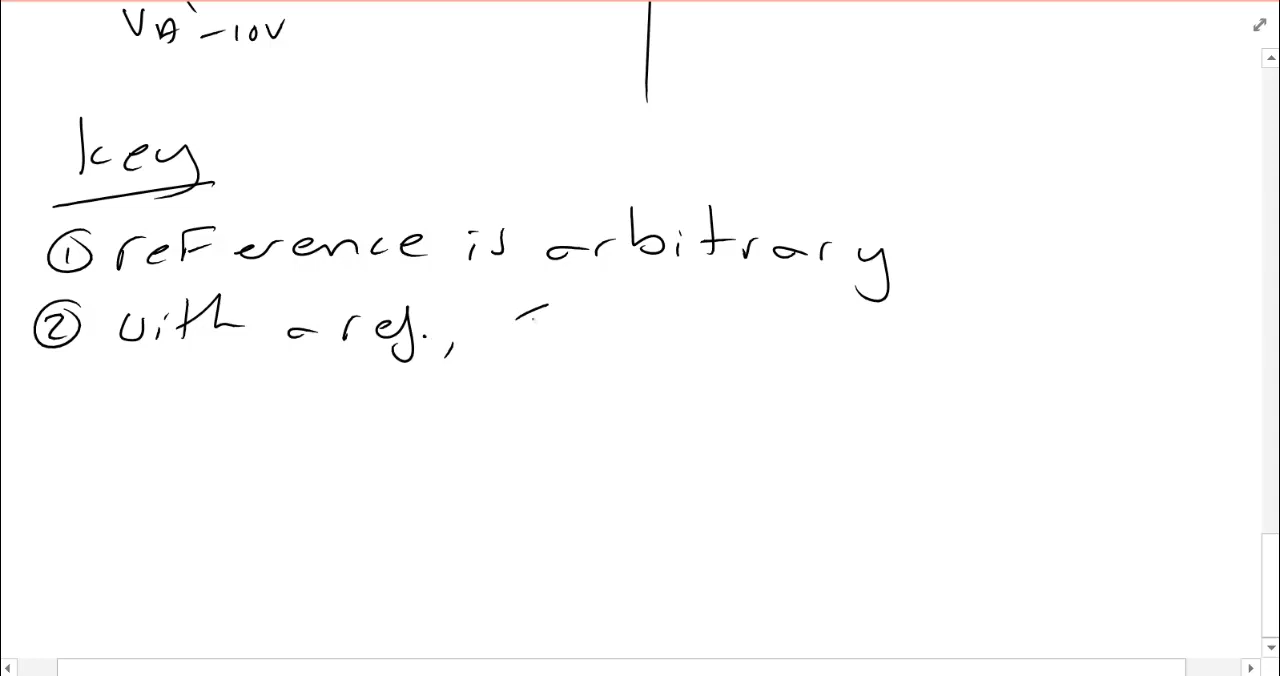 VA -10V
key
① reference is arbitrary
② with a ref.,